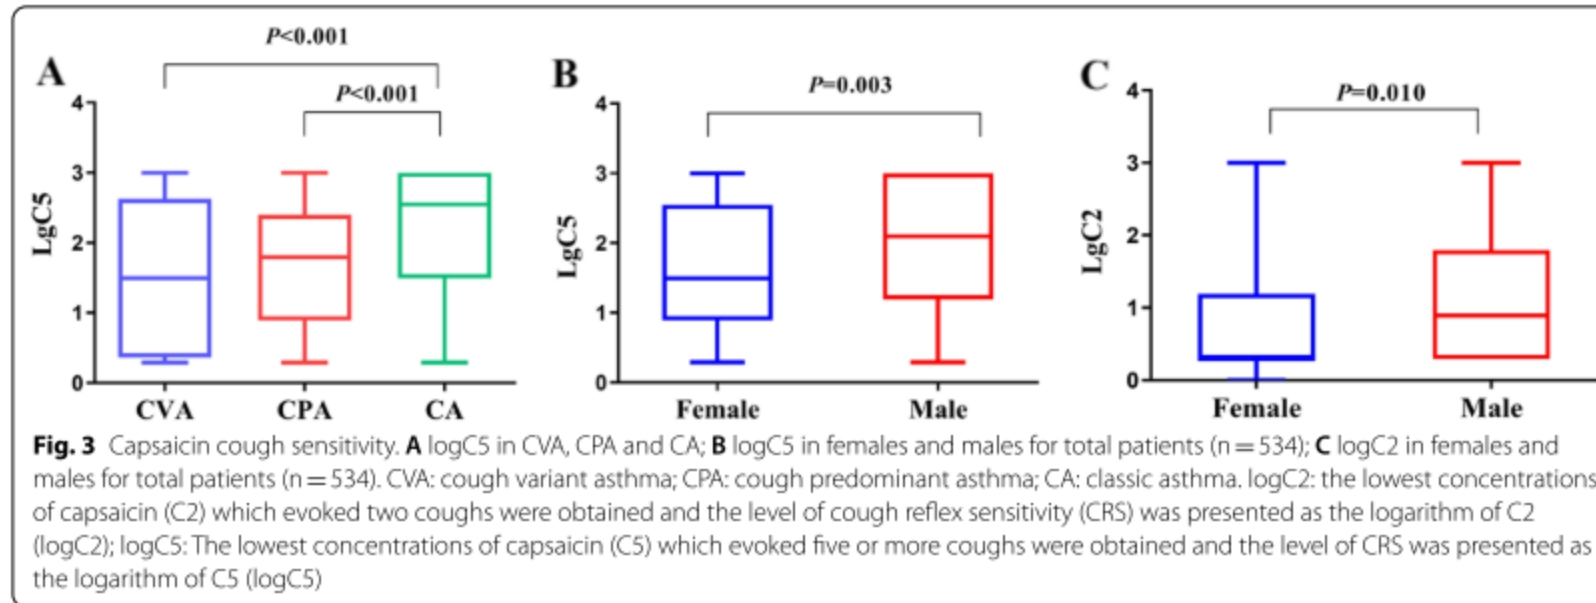 P<0.001
A
P<0.001
4
3
2
1
0
LgC5
CVA CPA CA
B
P=0.003
4
3
2
1
0
LgC5
Female Male
C
P=0.010
4
3
2
1
0
LgC2
Female Male
Fig. 3 Capsaicin cough sensitivity. A logC5 in CVA, CPA and CA; B logC5 in females and males for total patients (n = 534); C logC2 in females and
males for total patients (n = 534). CVA: cough variant asthma; CPA: cough predominant asthma; CA: classic asthma. logC2: the lowest concentrations
of capsaicin (C2) which evoked two coughs were obtained and the level of cough reflex sensitivity (CRS) was presented as the logarithm of C2
(logC2); logC5: The lowest concentrations of capsaicin (C5) which evoked five or more coughs were obtained and the level of CRS was presented as
the logarithm of C5 (logC5)